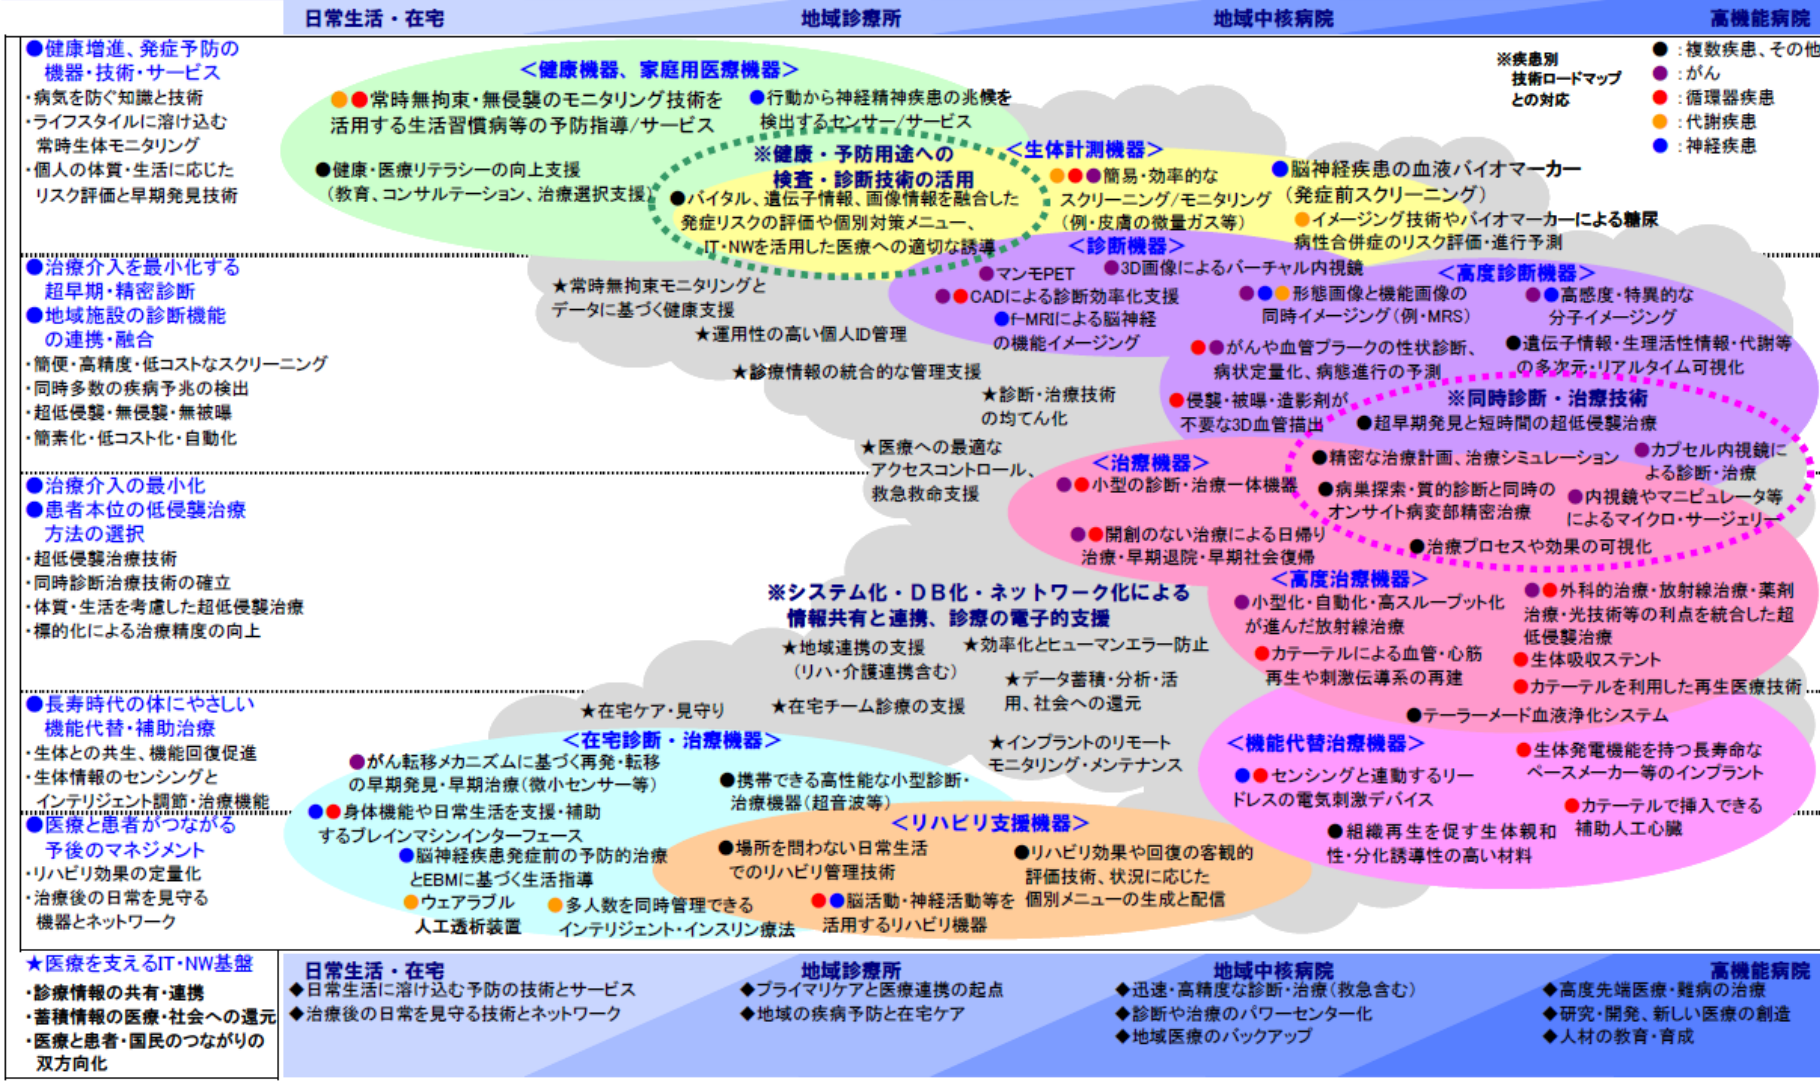 日常生活・在宅
地域診療所
地域中核病院
高機能病院
●健康増進、発症予防の
機器・技術・サービス
・病気を防ぐ知識と技術
・ライフスタイルに溶け込む
常時生体モニタリング
・個人の体質・生活に応じた
リスク評価と早期発見技術
※疾患別
技術ロードマップ
との対応
●：複数疾患、その他
●：がん
●：循環器疾患
●：代謝疾患
●：神経疾患
＜健康機器、家庭用医療機器＞
●●常時無拘束・無侵襲のモニタリング技術を
活用する生活習慣病等の予防指導/サービス
●行動から神経精神疾患の兆候を
検出するセンサー/サービス
●健康・医療リテラシーの向上支援
（教育、コンサルテーション、治療選択支援）
※健康・予防用途への
検査・診断技術の活用
●バイタル、遺伝子情報、画像情報を融合した
発症リスクの評価や個別対策メニュー、
IT・NWを活用した医療への適切な誘導
＜生体計測機器＞
●●●簡易・効率的な
スクリーニング/モニタリング
（例・皮膚の微量ガス等）
●脳神経疾患の血液バイオマーカー
（発症前スクリーニング）
●イメージング技術やバイオマーカーによる糖尿
病性合併症のリスク評価・進行予測
●治療介入を最小化する
超早期・精密診断
●地域施設の診断機能
の連携・融合
・簡便・高精度・低コストなスクリーニング
・同時多数の疾病予兆の検出
・超低侵襲・無侵襲・無被曝
・簡素化・低コスト化・自動化
★常時無拘束モニタリングと
データに基づく健康支援
★運用性の高い個人ID管理
★診療情報の統合的な管理支援
★診断・治療技術
の均てん化
★医療への最適な
アクセスコントロール、
救急救命支援
＜診断機器＞
●マンモPET
●3D画像によるバーチャル内視鏡
●●CADによる診断効率化支援
●f-MRIによる脳神経
の機能イメージング
●●●形態画像と機能画像の
同時イメージング（例・MRS）
＜高度診断機器＞
●●高感度・特異的な
分子イメージング
●●がんや血管プラークの性状診断、
病状定量化、病態進行の予測
●遺伝子情報・生理活性情報・代謝等
の多次元・リアルタイム可視化
●侵襲・被曝・造影剤が
不要な3D血管描出
※同時診断・治療技術
●超早期発見と短時間の超低侵襲治療
●精密な治療計画、治療シミュレーション
●カプセル内視鏡に
よる診断・治療
●病巣探索・質的診断と同時の
オンサイト病変部精密治療
●内視鏡やマニピュレータ等
によるマイクロ・サージェリー
●治療プロセスや効果の可視化
●治療介入の最小化
●患者本位の低侵襲治療
方法の選択
・超低侵襲治療技術
・同時診断治療技術の確立
・体質・生活を考慮した超低侵襲治療
・標的化による治療精度の向上
＜治療機器＞
●●小型の診断・治療一体機器
●●開創のない治療による日帰り
治療・早期退院・早期社会復帰
＜高度治療機器＞
●小型化・自動化・高スループット化
が進んだ放射線治療
●●外科的治療・放射線治療・薬剤
治療・光技術等の利点を統合した超
低侵襲治療
●カテーテルによる血管・心筋
再生や刺激伝導系の再建
●生体吸収ステント
●カテーテルを利用した再生医療技術
●テーラーメード血液浄化システム
※システム化・ＤＢ化・ネットワーク化による
情報共有と連携、診療の電子的支援
★地域連携の支援
（リハ・介護連携含む）
★効率化とヒューマンエラー防止
★データ蓄積・分析・活
用、社会への還元
★在宅ケア・見守り
★在宅チーム診療の支援
★インプラントのリモート
モニタリング・メンテナンス
●長寿時代の体にやさしい
機能代替・補助治療
・生体との共生、機能回復促進
・生体情報のセンシングと
インテリジェント調節・治療機能
＜在宅診断・治療機器＞
●がん転移メカニズムに基づく再発・転移
の早期発見・早期治療（微小センサー等）
●携帯できる高性能な小型診断・
治療機器（超音波等）
●●身体機能や日常生活を支援・補助
するブレインマシンインターフェース
●脳神経疾患発症前の予防的治療
とEBMに基づく生活指導
●ウェアラブル
人工透析装置
●多人数を同時管理できる
インテリジェント・インスリン療法
＜機能代替治療機器＞
●●センシングと連動するリー
ドレスの電気刺激デバイス
●生体発電機能を持つ長寿命な
ペースメーカー等のインプラント
●カテーテルで挿入できる
補助人工心臓
●組織再生を促す生体親和
性・分化誘導性の高い材料
●医療と患者がつながる
予後のマネジメント
・リハビリ効果の定量化
・治療後の日常を見守る
機器とネットワーク
＜リハビリ支援機器＞
●場所を問わない日常生活
でのリハビリ管理技術
●リハビリ効果や回復の客観的
評価技術、状況に応じた
個別メニューの生成と配信
●●脳活動・神経活動等を
活用するリハビリ機器
★医療を支えるIT・NW基盤
・診療情報の共有・連携
・蓄積情報の医療・社会への還元
・医療と患者・国民のつながりの
双方向化
日常生活・在宅
◆日常生活に溶け込む予防の技術とサービス
◆治療後の日常を見守る技術とネットワーク
地域診療所
◆プライマリケアと医療連携の起点
◆地域の疾病予防と在宅ケア
地域中核病院
◆迅速・高精度な診断・治療（救急含む）
◆診断や治療のパワーセンター化
◆地域医療のバックアップ
高機能病院
◆高度先端医療・難病の治療
◆研究・開発、新しい医療の創造
◆人材の教育・育成